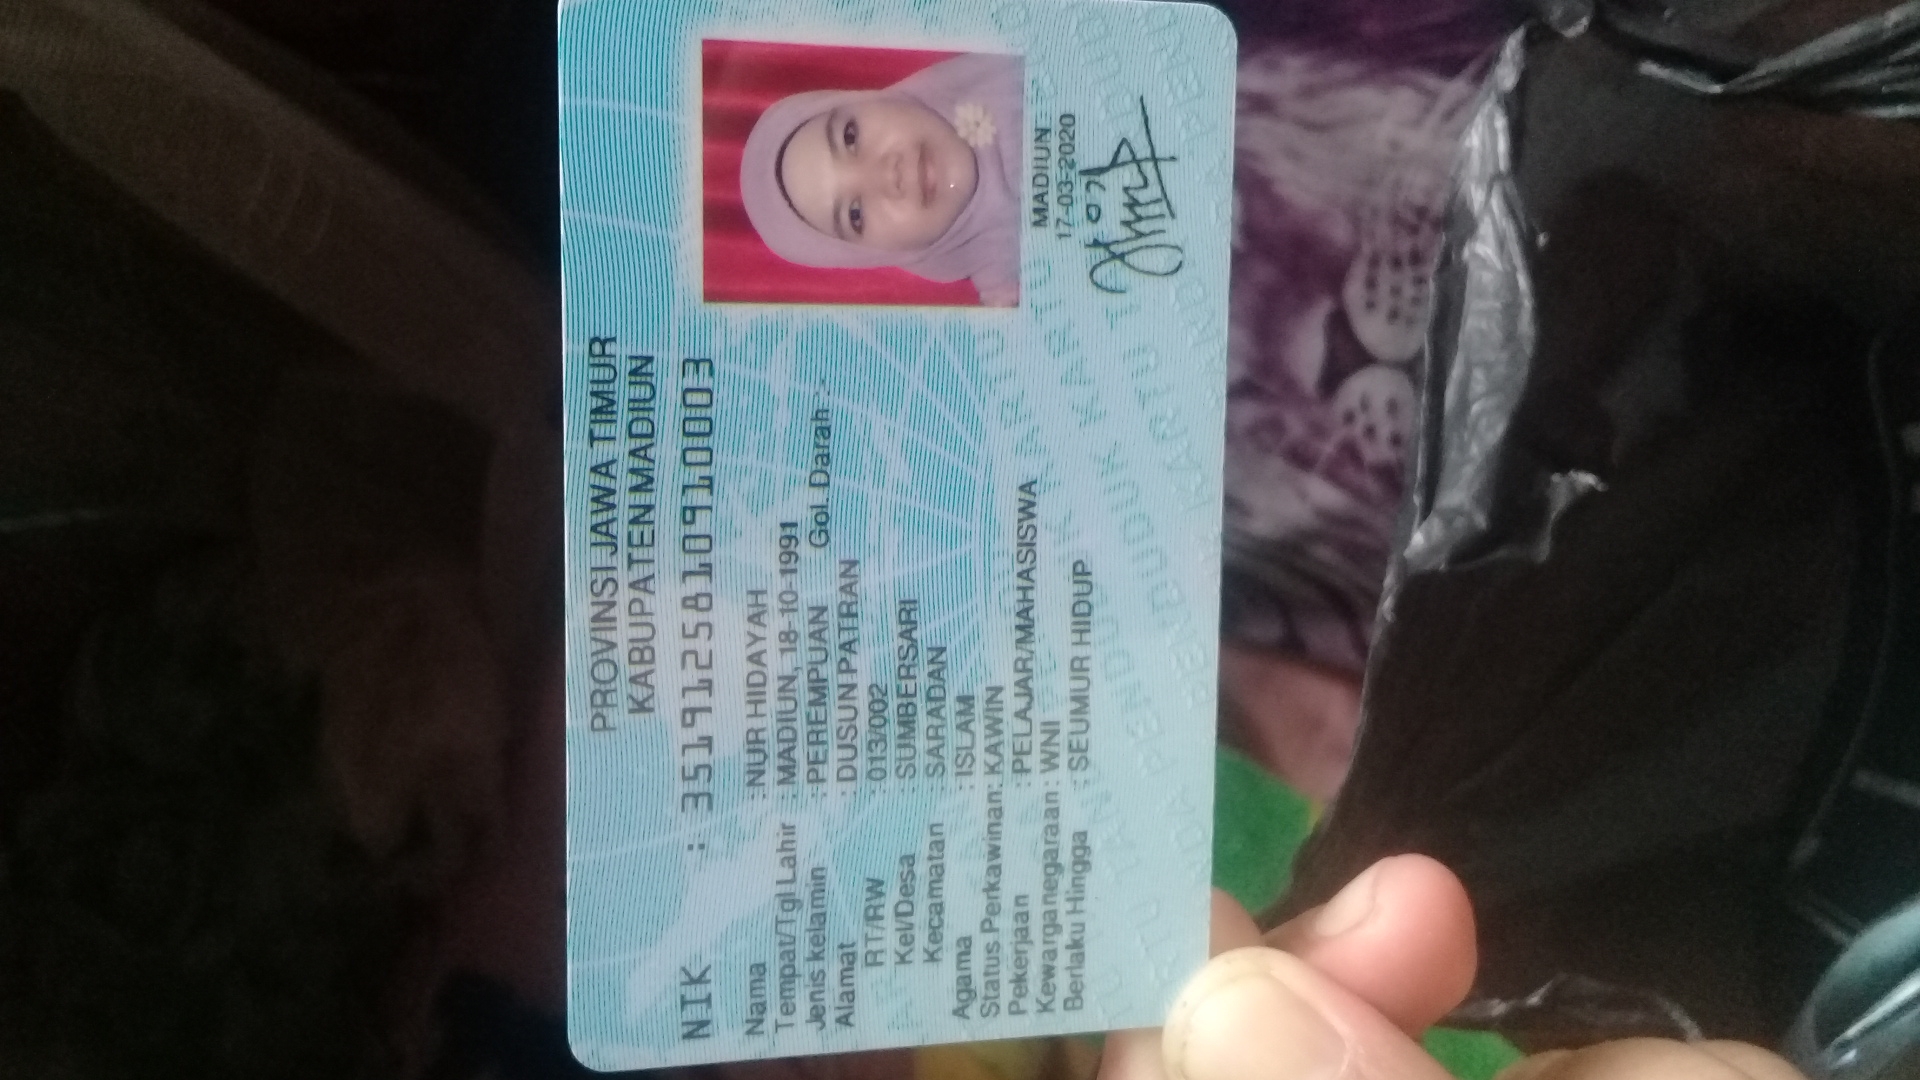 PROVINSI JAWA TIMUR
KABUPATEN MADIUN
NIK : 3519125810910003
Nama : NUR HIDAYAH
Tempat/Tgl Lahir : MADIUN, 18-10-1991
Jenis kelamin : PEREMPUAN Gol. Darah : -
Alamat : DUSUN PATRAN
RT/RW : 013/002
Kel/Desa : SUMBERSARI
Kecamatan : SARADAN
Agama : ISLAM
Status Perkawinan: KAWIN
Pekerjaan : PELAJAR/MAHASISWA
Kewarganegaraan : WNI
Berlaku Hingga : SEUMUR HIDUP
MADIUN
17-03-2020